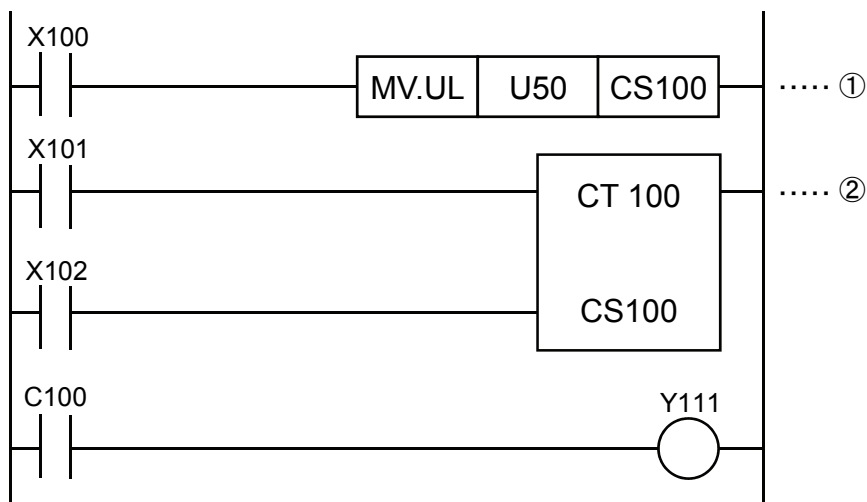 X100
MV.UL U50 CS100 ..... ①
X101
CT 100 ..... ②
X102
CS100
C100
Y111